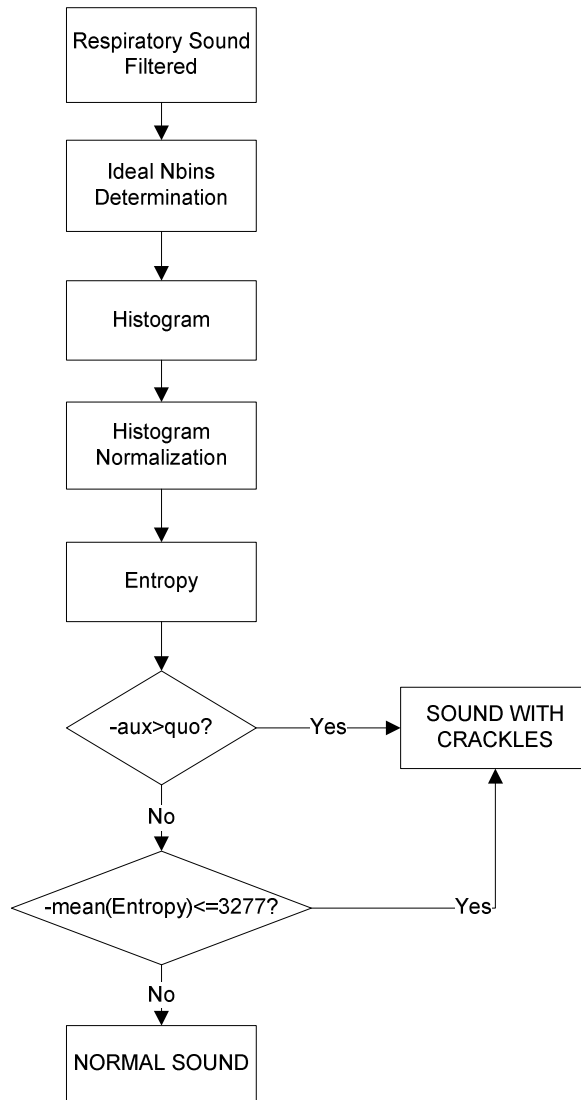 Respiratory Sound
Filtered
Ideal Nbins
Determination
Histogram
Histogram
Normalization
Entropy
-aux>quo?
Yes
SOUND WITH
CRACKLES
No
-mean(Entropy)<=3277?
Yes
No
NORMAL SOUND